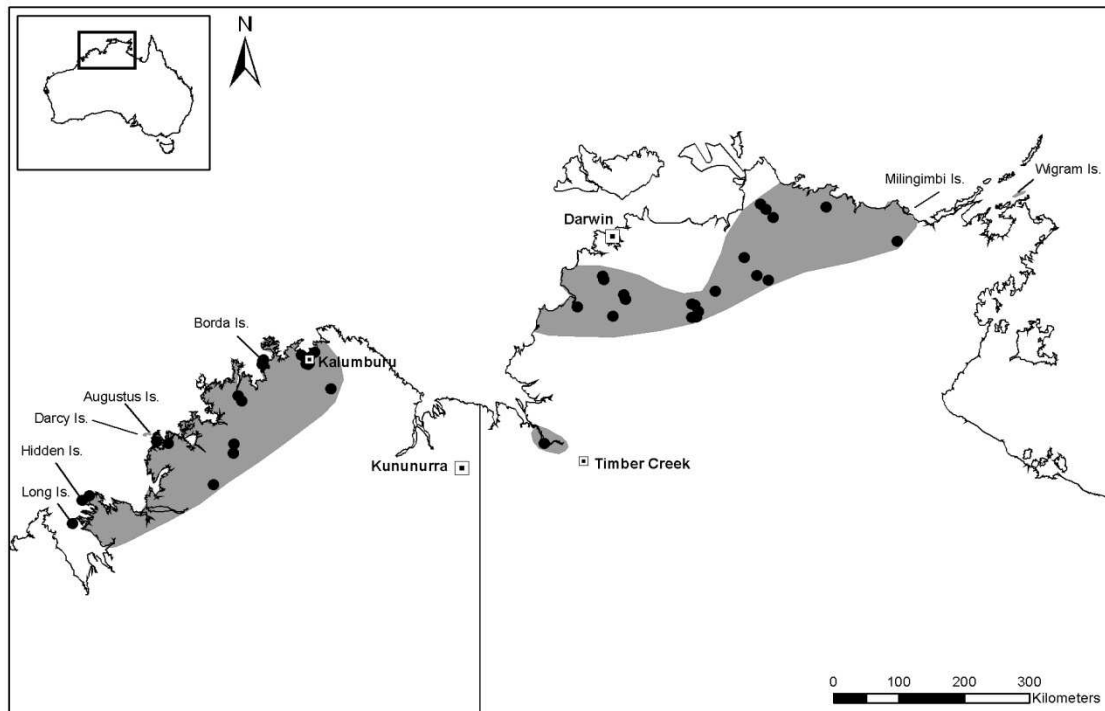 N
Wigram Is.
Milingimbi Is.
Darwin
Borda Is.
Kalumburu
Augustus Is.
Darcy Is.
Hidden Is.
Kununurra
Timber Creek
Long Is.
0 100 200 300
Kilometers